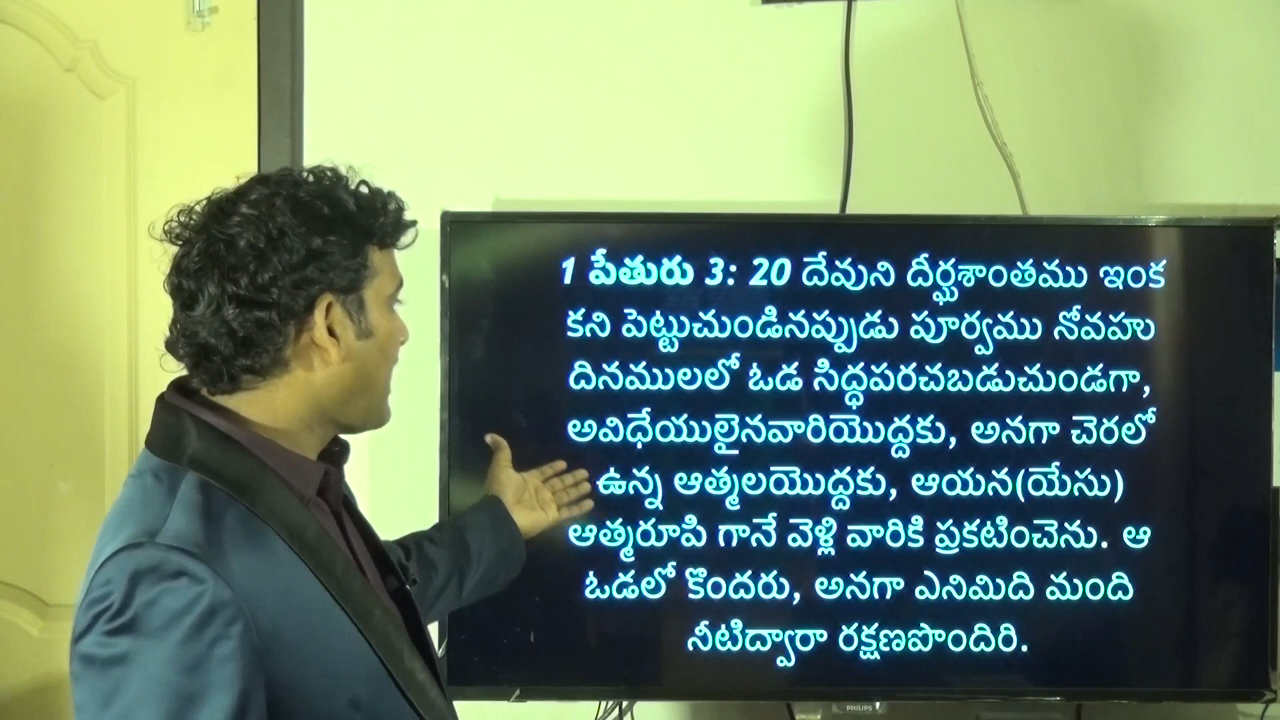 1 పేతురు 3: 20 దేవుని దీర్ఘశాంతము ఇంక
కని పెట్టుచుండినప్పుడు పూర్వము నోవహు
దినములలో ఓడ సిద్ధపరచబడుచుండగా,
అవిధేయులైనవారియొద్దకు, అనగా చెరలో
ఉన్న ఆత్మలయొద్దకు, ఆయన(యేసు)
ఆత్మరూపి గానే వెళ్లి వారికి ప్రకటించెను. ఆ
ఓడలో కొందరు, అనగా ఎనిమిది మంది
నీటిద్వారా రక్షణపొందిరి.
PHILIPS